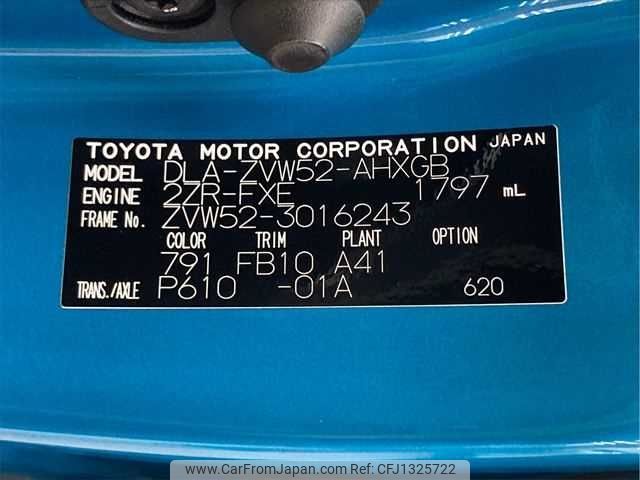 TOYOTA MOTOR CORPORATION JAPAN
MODEL DLA-ZVW52-AHXGB
ENGINE 2ZR-FXE 1797 mL
FRAME No. ZVW52-3016243
COLOR TRIM PLANT OPTION
791 FB10 A41
TRANS./AXLE P610 -01A 620
www.CarFromJapan.com - CFJ1325722